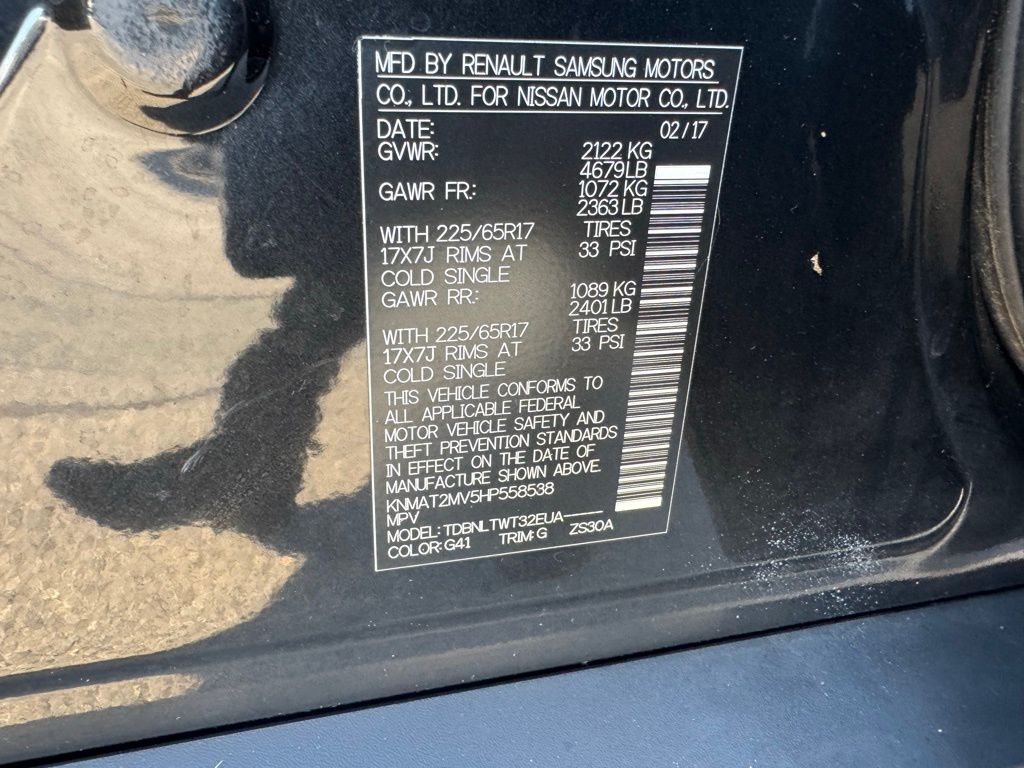 MFD BY RENAULT SAMSUNG MOTORS
CO., LTD. FOR NISSAN MOTOR CO., LTD.
DATE: 02/17
GVWR: 2122 KG
4679 LB
GAWR FR: 1072 KG
2363 LB
WITH 225/65R17 TIRES
17X7J RIMS AT 33 PSI
COLD SINGLE
GAWR RR: 1089 KG
2401 LB
WITH 225/65R17 TIRES
17X7J RIMS AT 33 PSI
COLD SINGLE
THIS VEHICLE CONFORMS TO
ALL APPLICABLE FEDERAL
MOTOR VEHICLE SAFETY AND
THEFT PREVENTION STANDARDS
IN EFFECT ON THE DATE OF
MANUFACTURE SHOWN ABOVE.
KNMAT2MV5HP558538
MPV
MODEL: TDBNLTWT32EUA-----
COLOR: G41 TRIM: G ZS30A